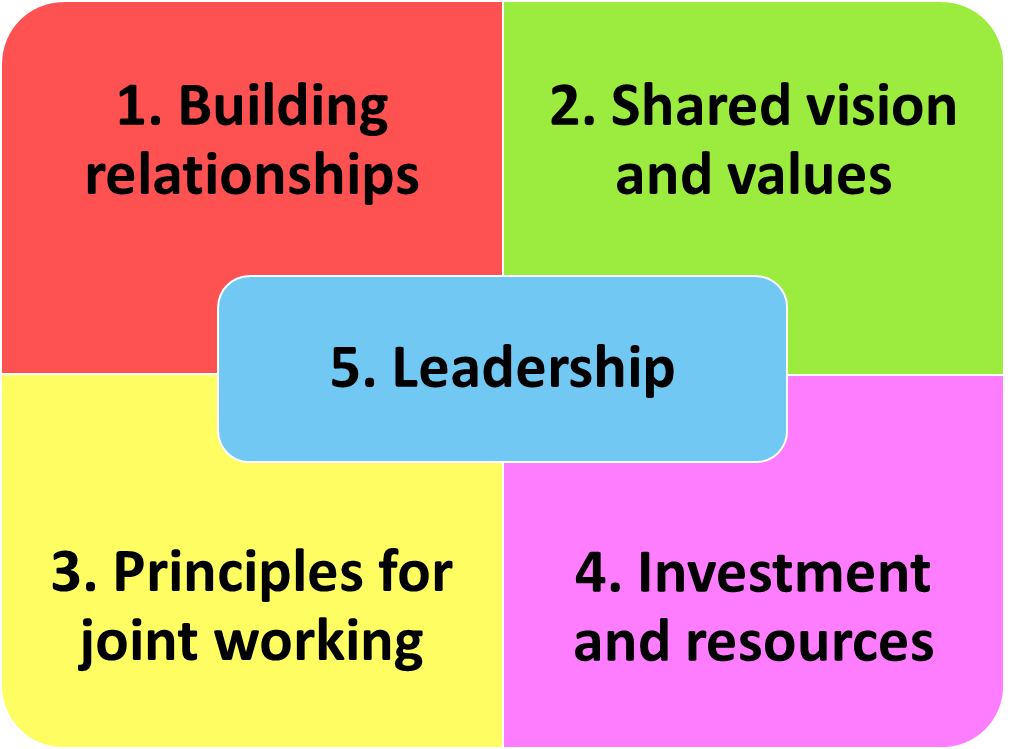 1. Building
relationships
2. Shared vision
and values
5. Leadership
3. Principles for
joint working
4. Investment
and resources